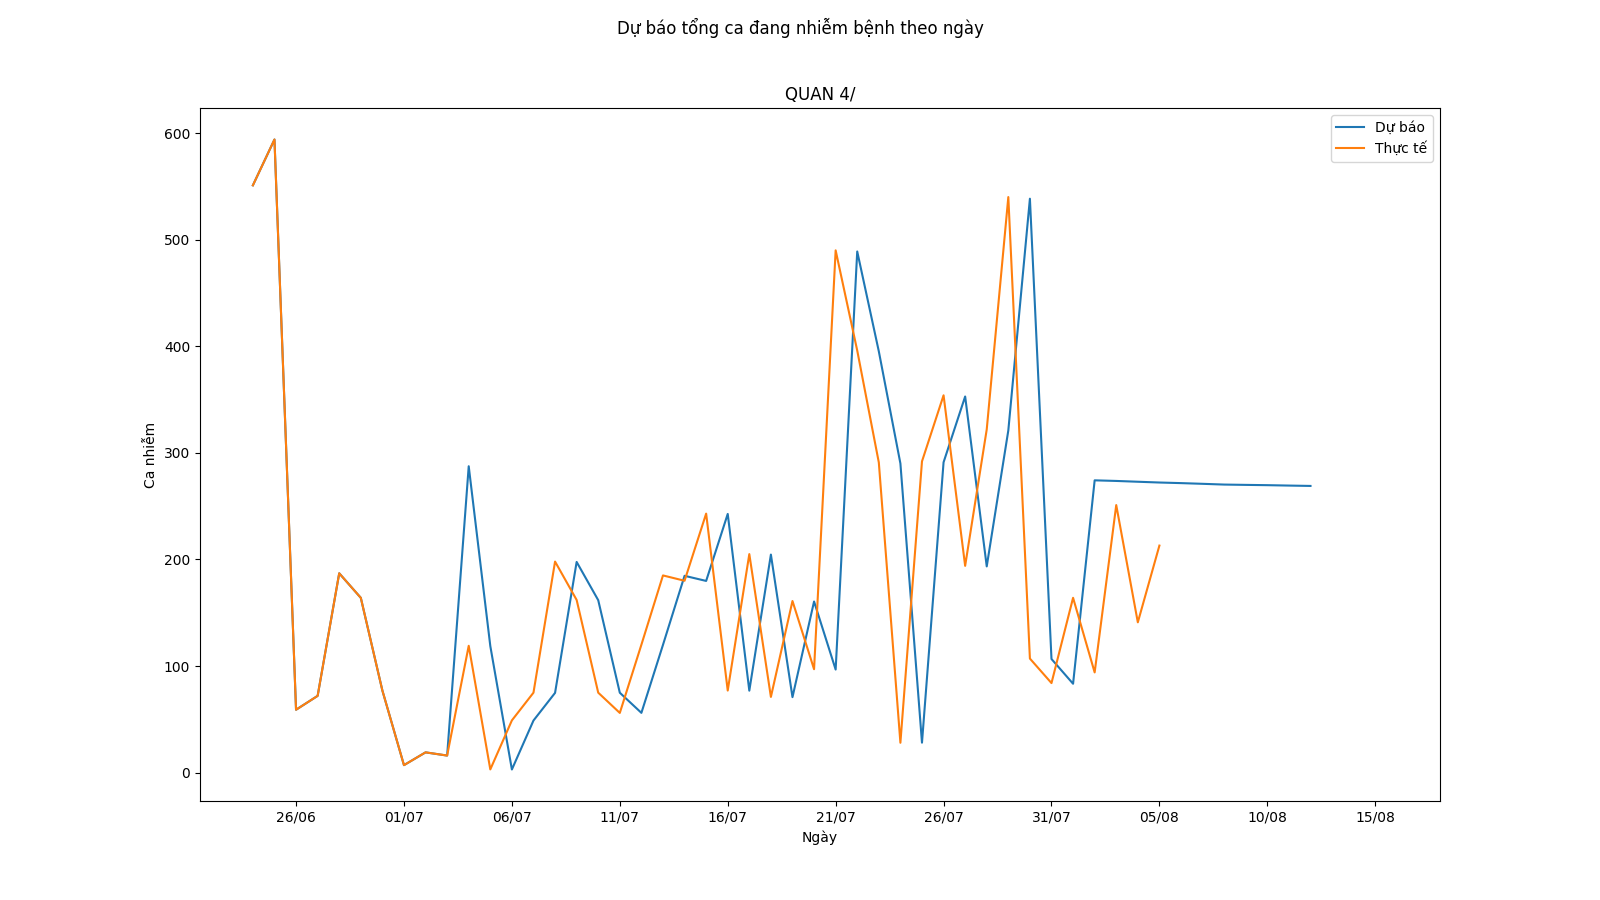 Dự báo tổng ca đang nhiễm bệnh theo ngày
QUAN 4/
Dự báo
Thực tế
600
500
400
300
200
100
0
Ca nhiễm
26/06 01/07 06/07 11/07 16/07 21/07 26/07 31/07 05/08 10/08 15/08
Ngày